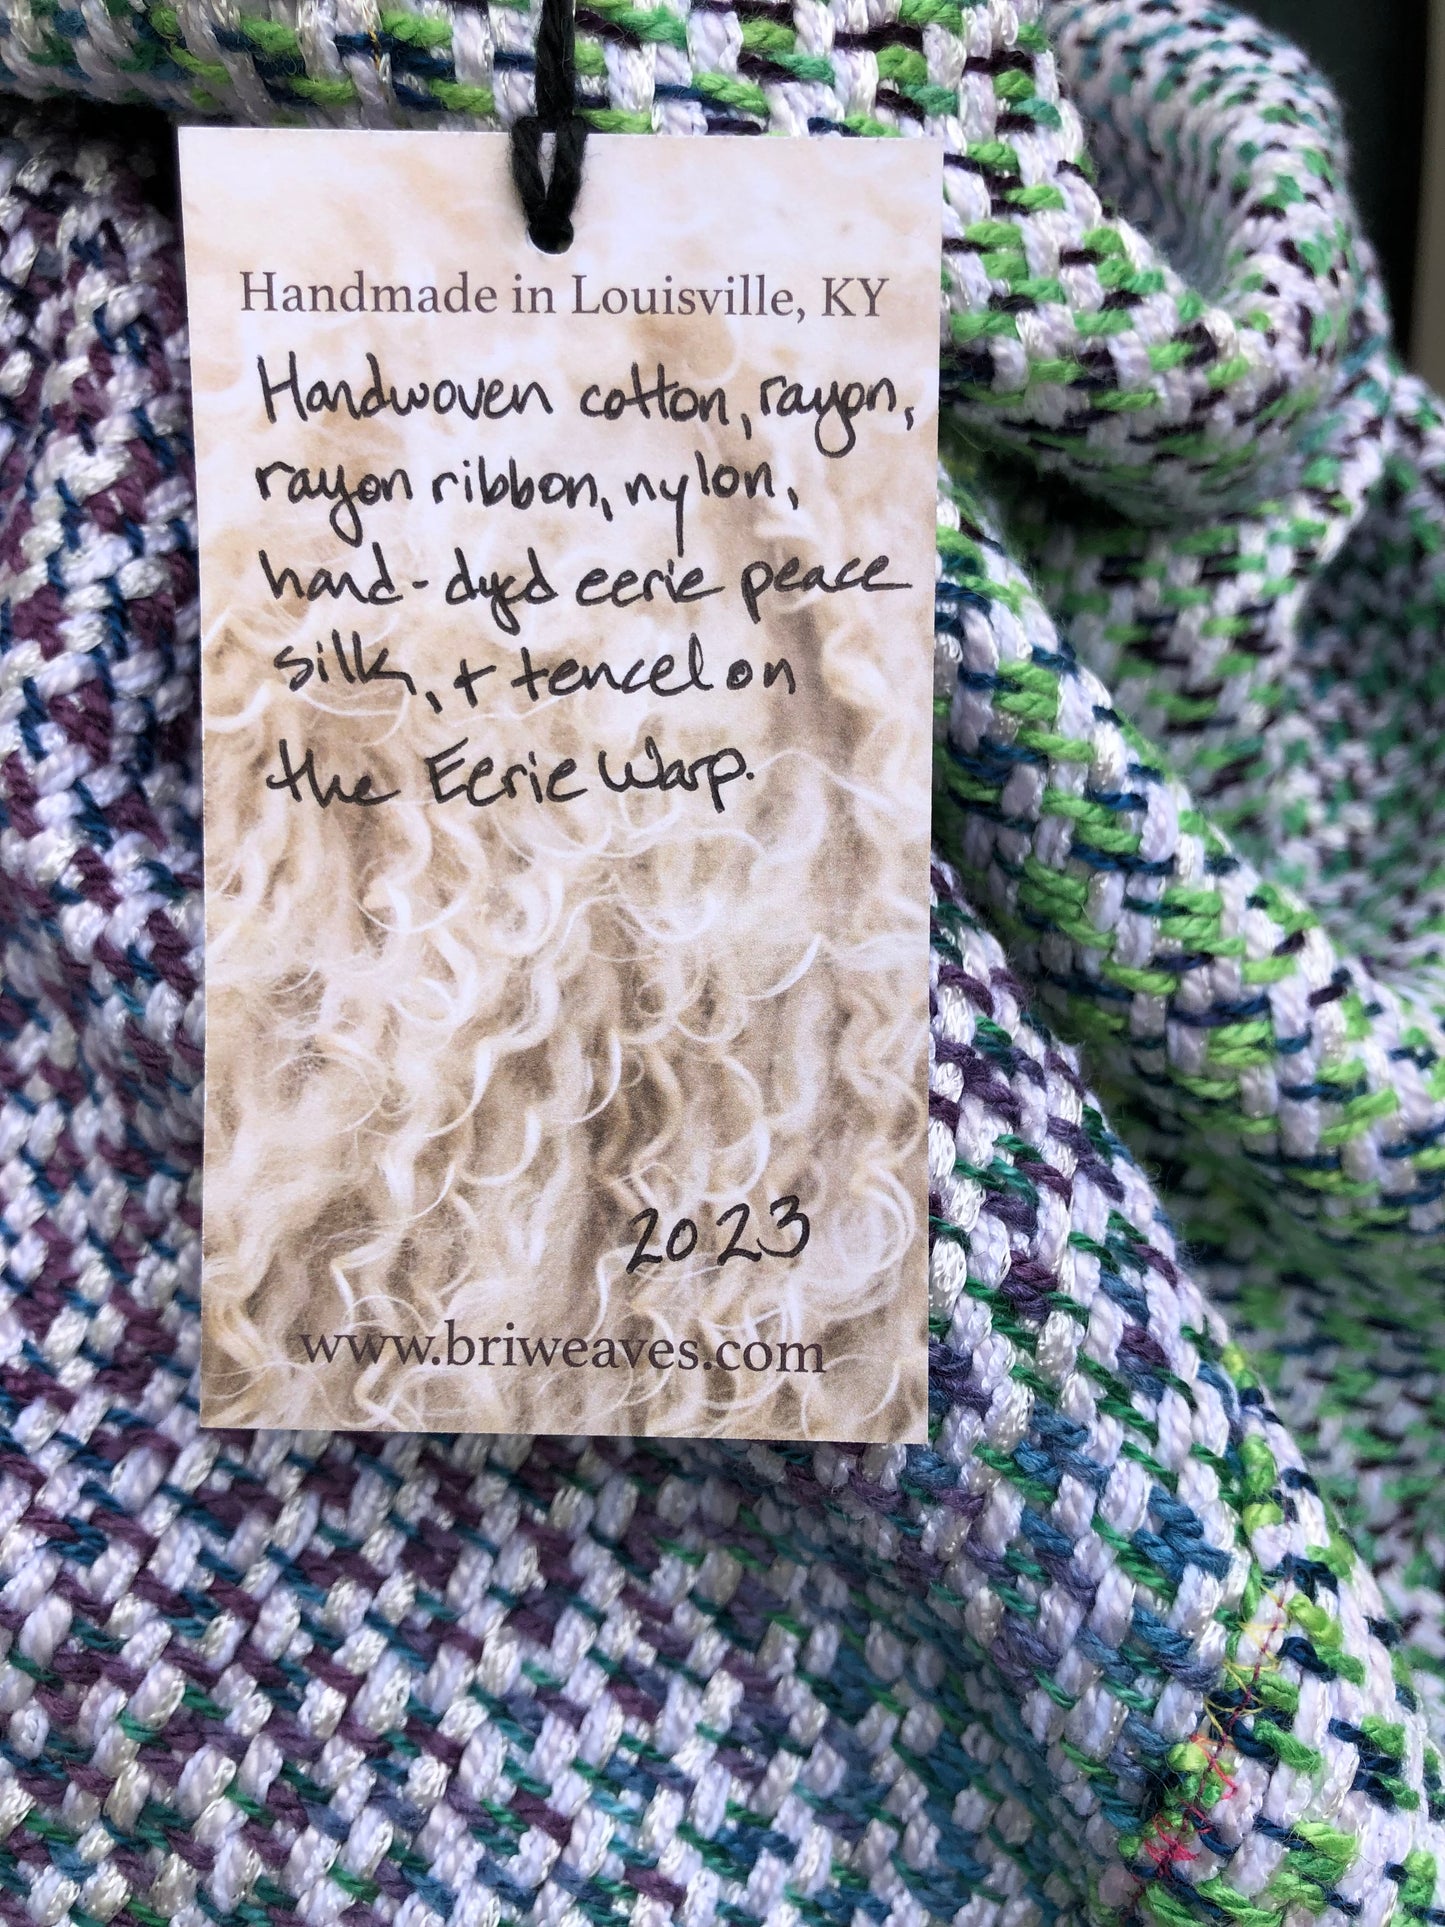 Handmade in Louisville, KY
Handwoven cotton, rayon,
rayon ribbon, nylon,
hand-dyed eerie peace
silk, + tencel on
the Eerie Warp.
2023
www.briweaves.com